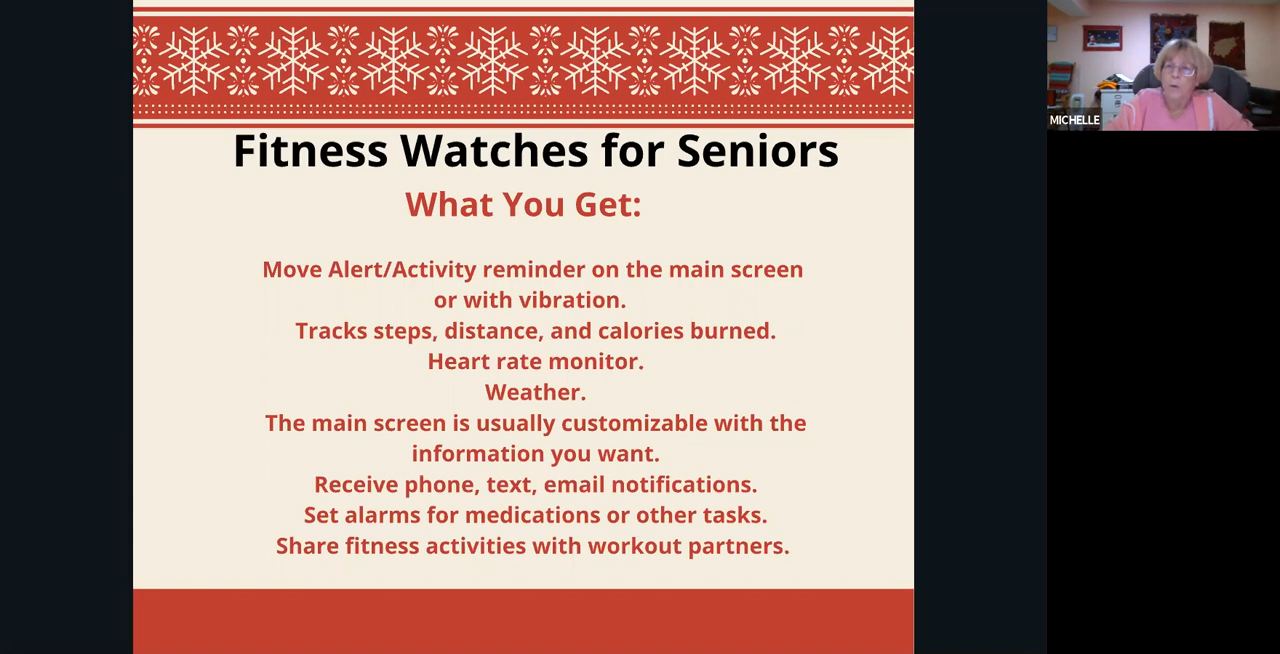 Fitness Watches for Seniors
What You Get:
Move Alert/Activity reminder on the main screen
or with vibration.
Tracks steps, distance, and calories burned.
Heart rate monitor.
Weather.
The main screen is usually customizable with the
information you want.
Receive phone, text, email notifications.
Set alarms for medications or other tasks.
Share fitness activities with workout partners.
MICHELLE